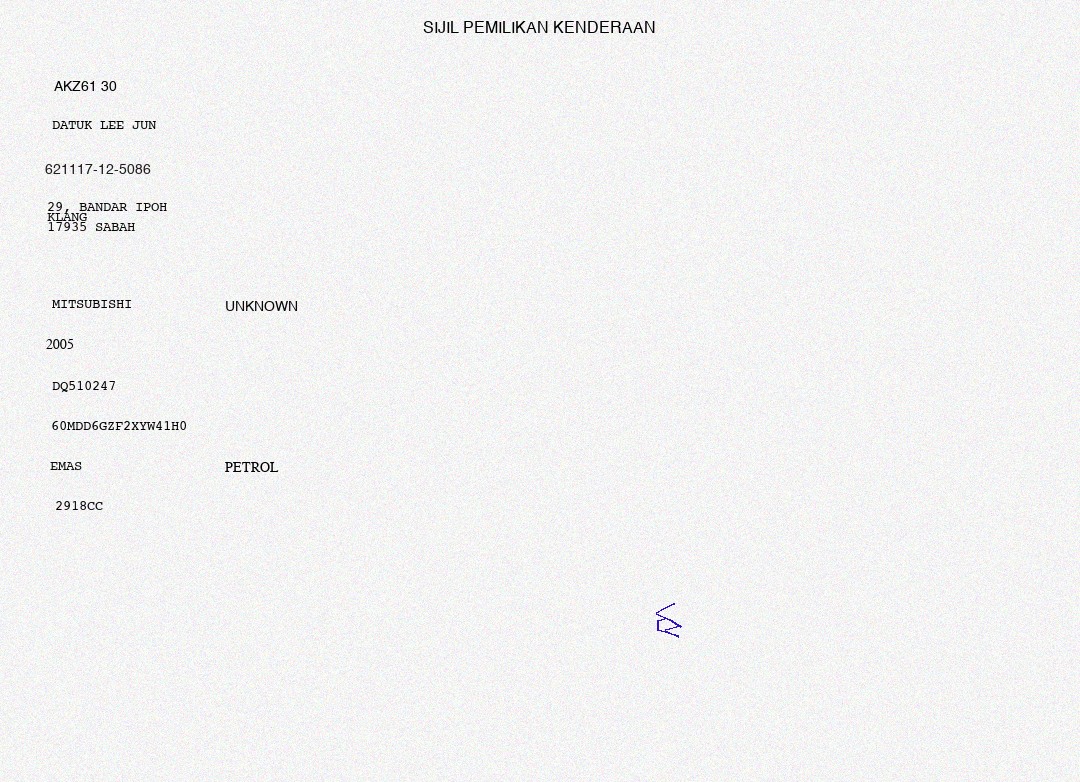 SIJIL PEMILIKAN KENDERAAN
AKZ61 30
DATUK LEE JUN
621117-12-5086
29, BANDAR IPOH
KLANG
17935 SABAH
MITSUBISHI UNKNOWN
2005
DQ510247
60MDD6GZF2XYW41H0
EMAS PETROL
2918CC